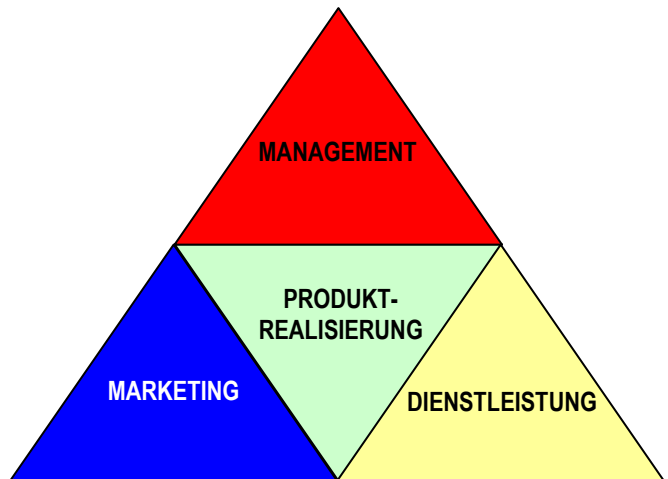 MANAGEMENT
PRODUKT-
REALISIERUNG
MARKETING
DIENSTLEISTUNG